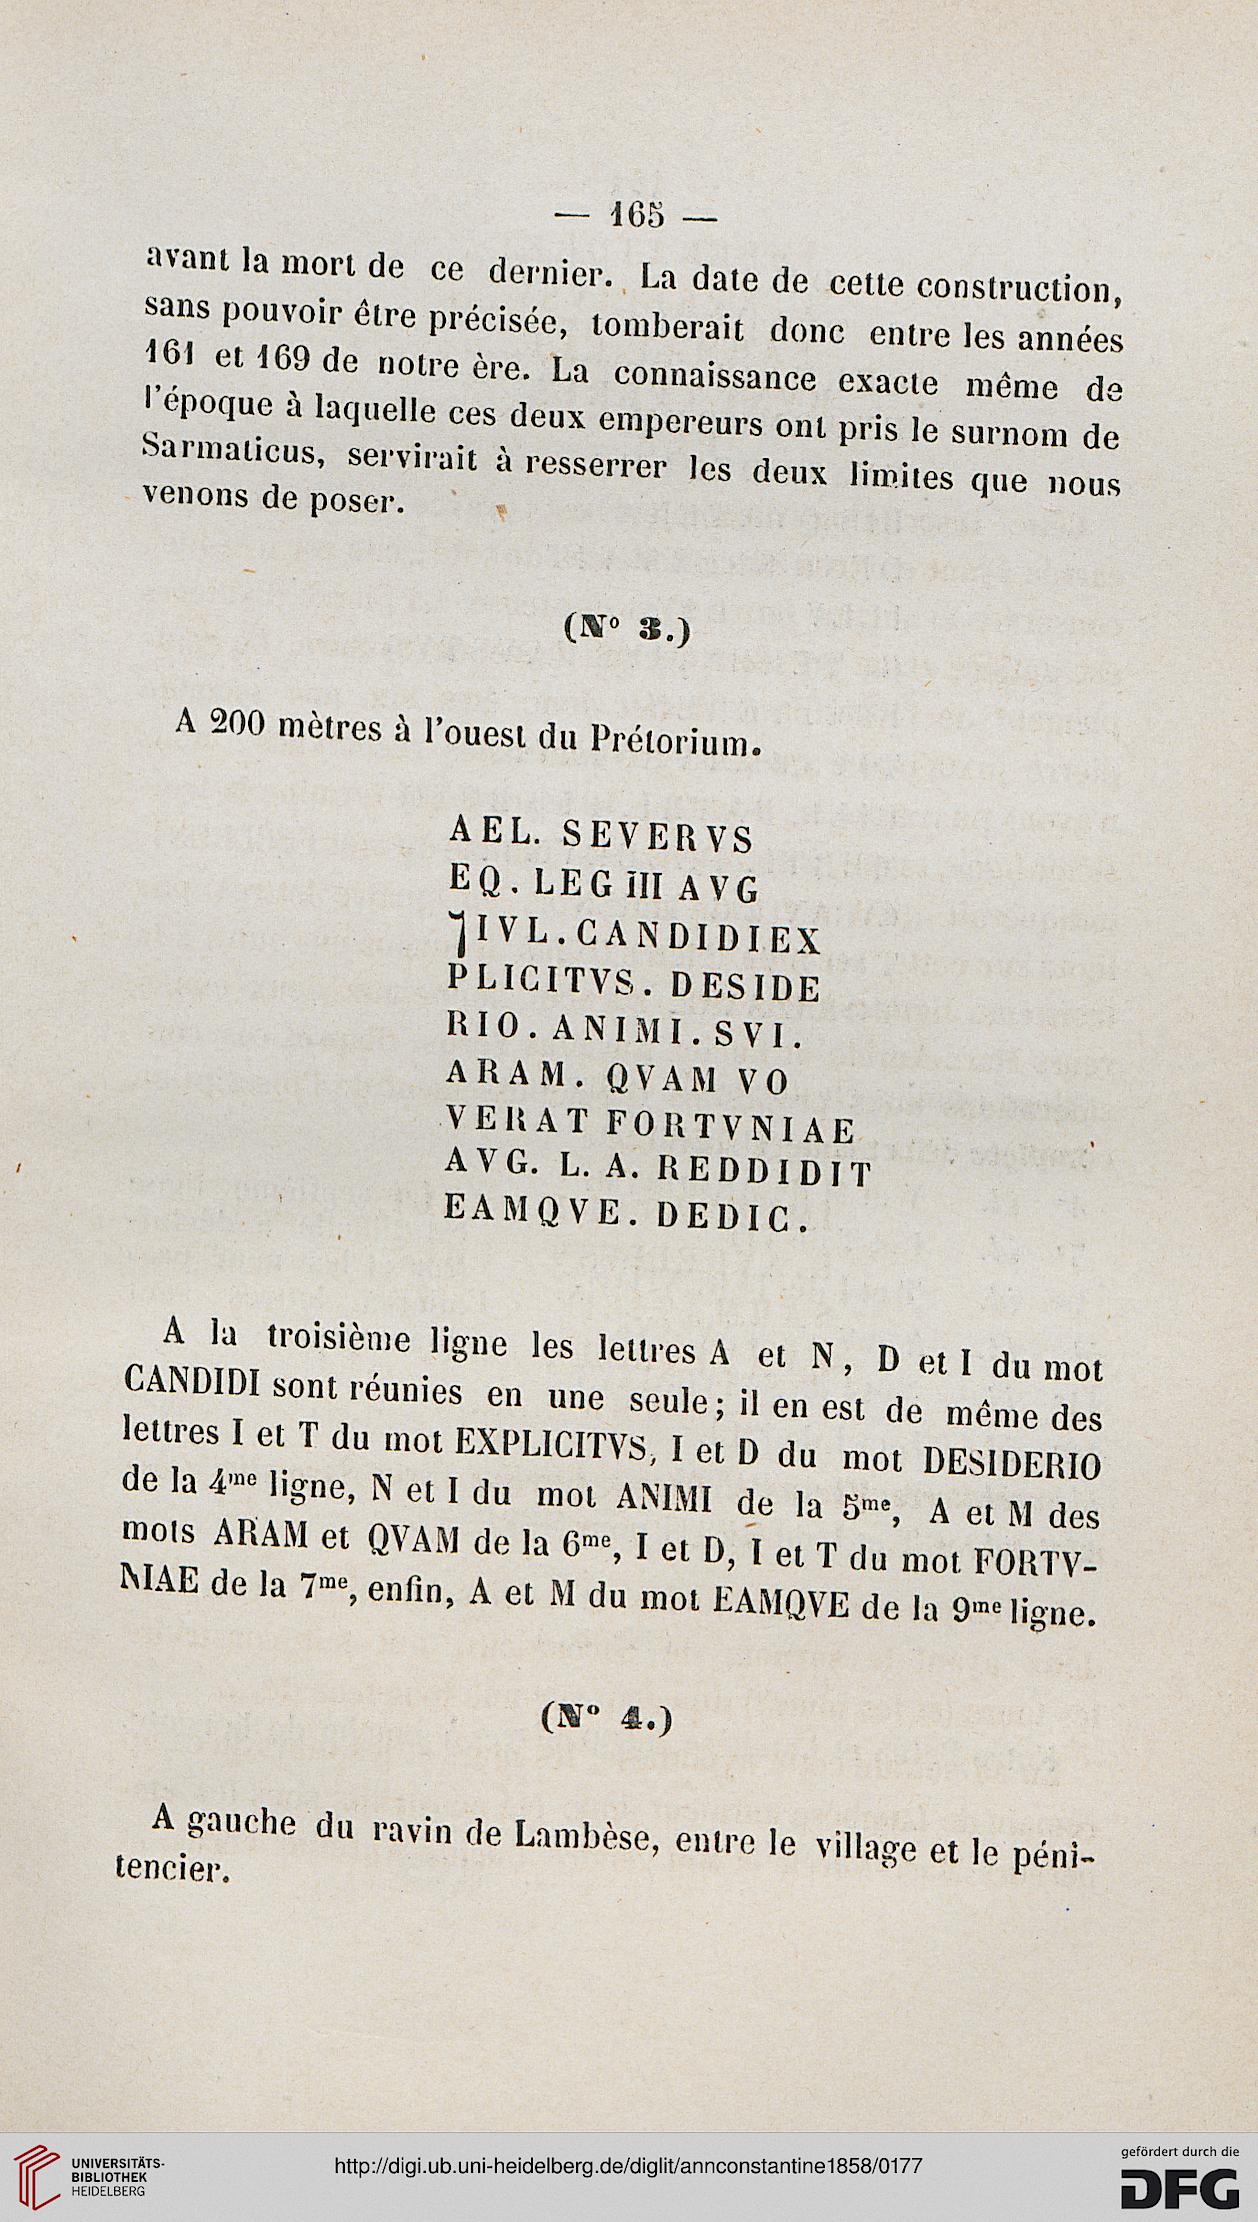 — 165 —
avant la mort de ce dernier. La date de cette construction,
sans pouvoir être précisée, tomberait donc entre les années
161 et 169 de notre ère. La connaissance exacte même de
l'époque à laquelle ces deux empereurs ont pris le surnom de
Sarmaticus, servirait à resserrer les deux limites que nous
venons de poser.
(N° 3.)
A 200 mètres à l'ouest du Prétorium.
AEL. SEVERVS
EQ. LEG III AVG
IVL. CANDIDI EX
PLICITVS. DESIDE
RIO. ANIMI. SVI.
ARAM. QVAM VO
VERAT FORTVNIAE
AVG. L. A. REDDIDIT
EAMQVE. DEDIC.
A la troisième ligne les lettres A et N, D et I du mot
CANDIDI sont réunies en une seule; il en est de même des
lettres I et T du mot EXPLICITVS, I et D du mot DESIDERIO
de la 4me ligne, N et I du mot ANIMI de la 5me, A et M des
mots ARAM et QVAM de la 6me, I et D, I et T du mot FORTV-
NIAE de la 7me, enfin, A et M du mot EAMQVE de la 9me ligne.
(N° 4.)
A gauche du ravin de Lambèse, entre le village et le péni-
tencier.
UNIVERSITÄTS-
BIBLIOTHEK
HEIDELBERG
http://digi.ub.uni-heidelberg.de/diglit/annconstantine1858/0177
gefördert durch die
DFG